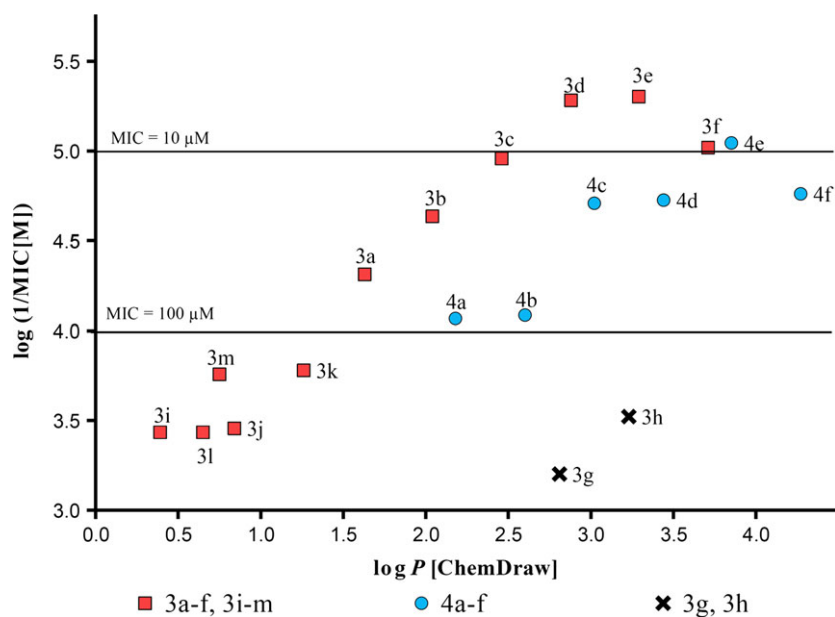 log (1/MIC[M])
5.5
5.0
4.5
4.0
3.5
3.0
MIC = 10 µM
MIC = 100 µM
3d
3e
3f
3c
4e
4c
4d
4f
3b
3a
4a
4b
3m
3k
3i
3l
3j
3h
3g
0.0 0.5 1.0 1.5 2.0 2.5 3.0 3.5 4.0
log P [ChemDraw]
3a-f, 3i-m 4a-f 3g, 3h